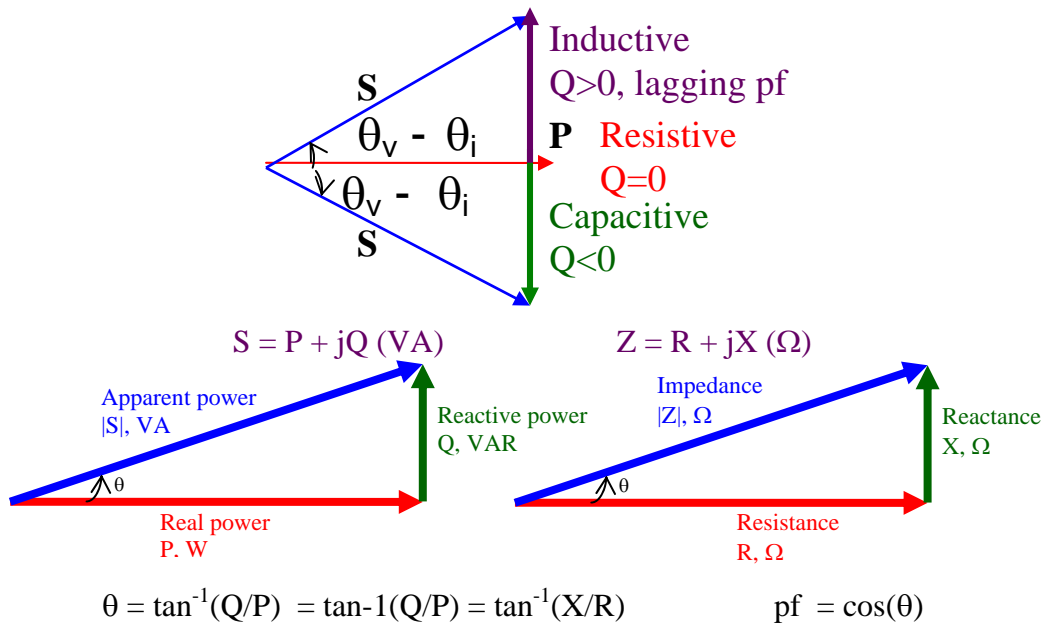 Inductive
Q>0, lagging pf
S
θv - θi
P Resistive
Q=0
θv - θi
S
Capacitive
Q<0
S = P + jQ (VA)
Z = R + jX (Ω)
Apparent power
|S|, VA
Reactive power
Q, VAR
θ
Real power
P, W
Impedance
|Z|, Ω
Reactance
X, Ω
θ
Resistance
R, Ω
θ = tan⁻¹(Q/P) = tan-1(Q/P) = tan⁻¹(X/R)
pf = cos(θ)